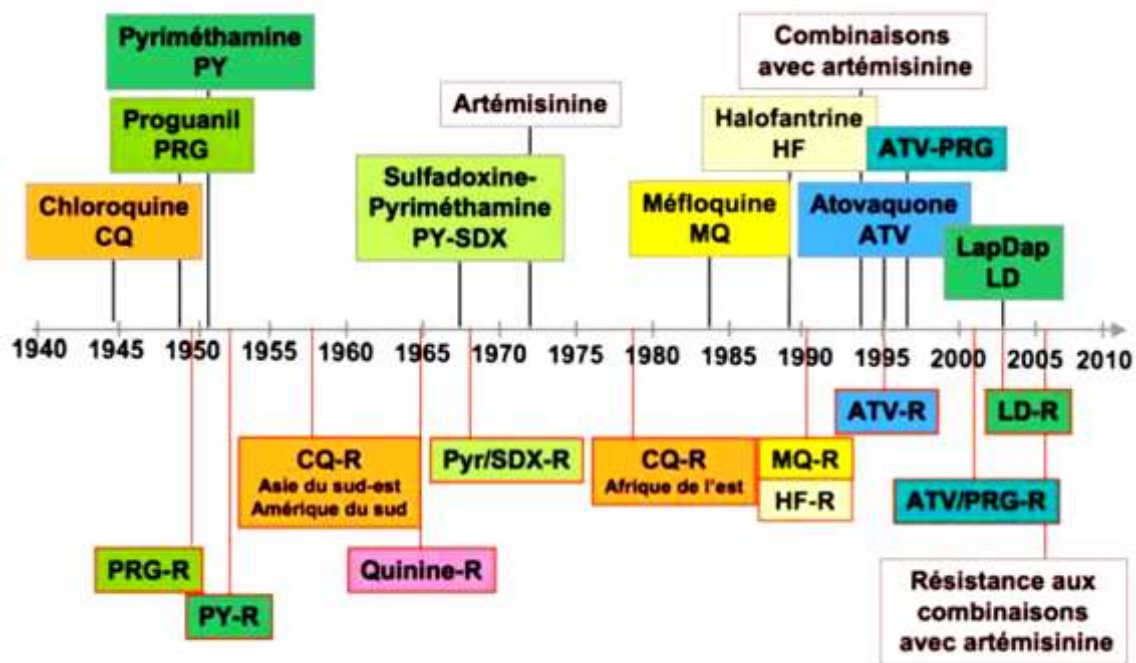 Pyriméthamine
PY
Combinaisons
avec artémisinine
Proguanil
PRG
Artémisinine
Halofantrine
HF
ATV-PRG
Chloroquine
CQ
Sulfadoxine-
Pyriméthamine
PY-SDX
Méfloquine
MQ
Atovaquone
ATV
LapDap
LD
1940 1945 1950 1955 1960 1965 1970 1975 1980 1985 1990 1995 2000 2005 2010
ATV-R
LD-R
CQ-R
Asie du sud-est
Amérique du sud
Pyr/SDX-R
CQ-R
Afrique de l'est
MQ-R
HF-R
ATV/PRG-R
PRG-R
Quinine-R
PY-R
Résistance aux
combinaisons
avec artémisinine